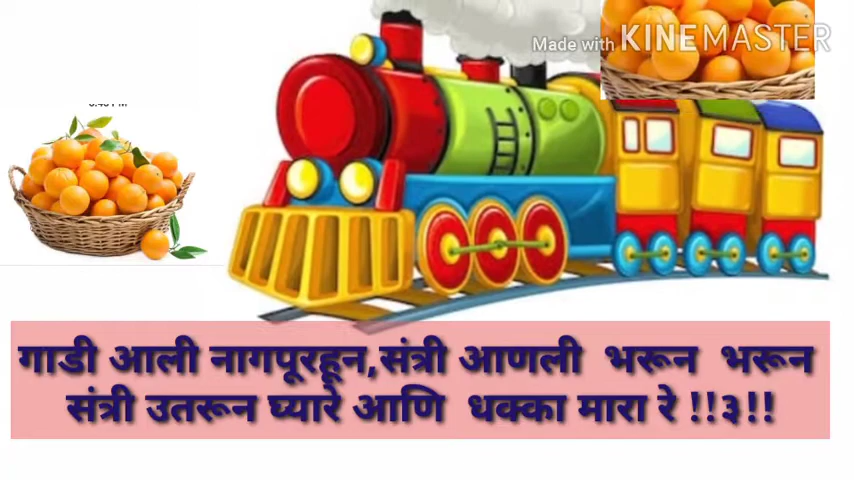 Made with KINEMASTER
गाडी आली नागपूरहून,संत्री आणली भरून भरून
संत्री उतरून घ्यारे आणि धक्का मारा रे !!३!!